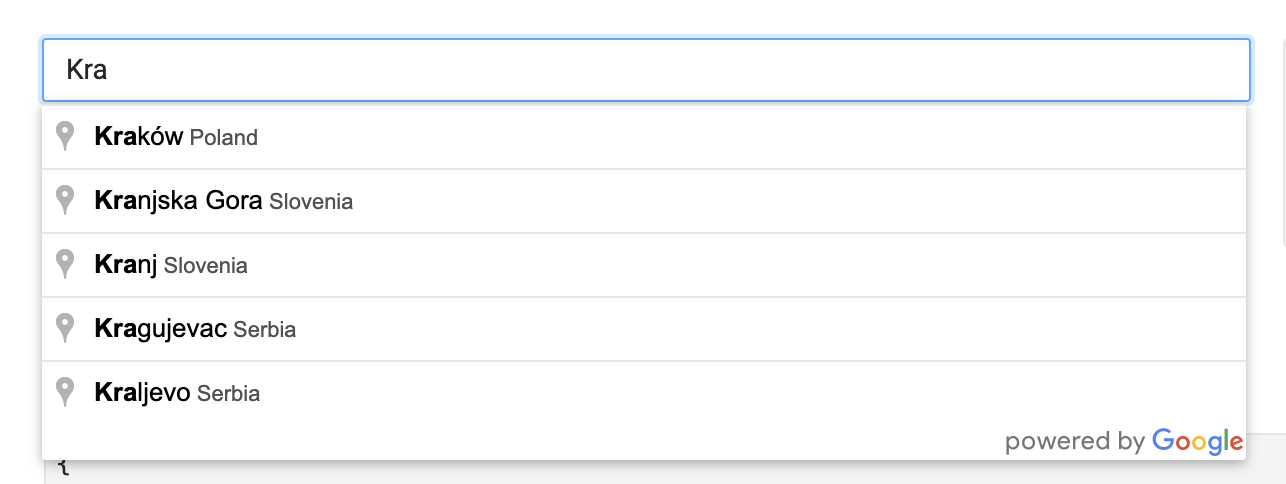 Kra
Kraków Poland
Kranjska Gora Slovenia
Kranj Slovenia
Kragujevac Serbia
Kraljevo Serbia
powered by Google
{